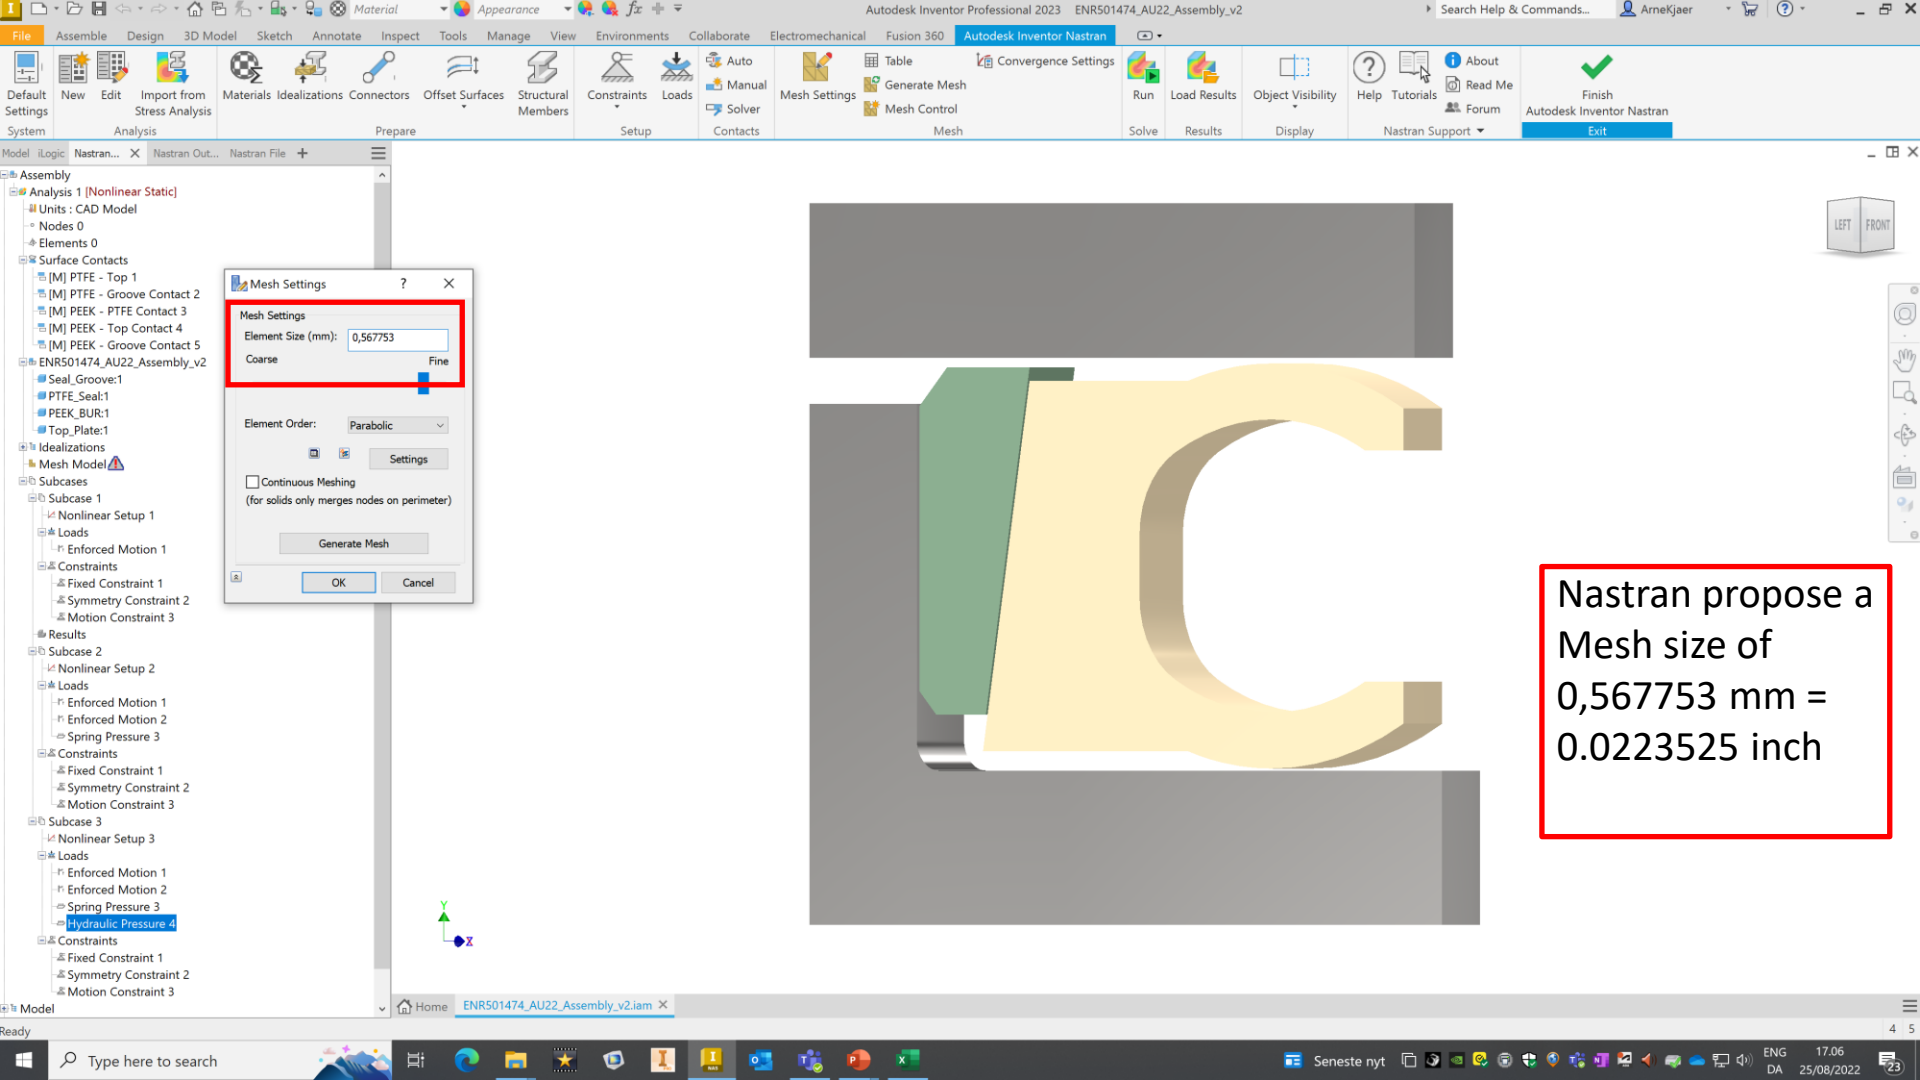 Material
Appearance
Autodesk Inventor Professional 2023 ENR501474_AU22_Assembly_v2
Search Help & Commands...
ArneKjaer
File Assemble Design 3D Model Sketch Annotate Inspect Tools Manage View Environments Collaborate Electromechanical Fusion 360 Autodesk Inventor Nastran
Default Settings
New
Edit
Import from Stress Analysis
Materials
Idealizations
Connectors
Offset Surfaces
Structural Members
Constraints
Loads
Auto
Manual
Solver
Mesh Settings
Table
Generate Mesh
Mesh Control
Convergence Settings
Run
Load Results
Object Visibility
Help
Tutorials
About
Read Me
Forum
Finish
Autodesk Inventor Nastran
System
Analysis
Prepare
Setup
Contacts
Mesh
Solve
Results
Display
Nastran Support
Exit
Model iLogic Nastran... Nastran Out... Nastran File
Assembly
Analysis 1 [Nonlinear Static]
Units : CAD Model
Nodes 0
Elements 0
Surface Contacts
[M] PTFE - Top 1
[M] PTFE - Groove Contact 2
[M] PEEK - PTFE Contact 3
[M] PEEK - Top Contact 4
[M] PEEK - Groove Contact 5
ENR501474_AU22_Assembly_v2
Seal_Groove:1
PTFE_Seal:1
PEEK_BUR:1
Top_Plate:1
Idealizations
Mesh Model
Subcases
Subcase 1
Nonlinear Setup 1
Loads
Enforced Motion 1
Constraints
Fixed Constraint 1
Symmetry Constraint 2
Motion Constraint 3
Results
Subcase 2
Nonlinear Setup 2
Loads
Enforced Motion 1
Enforced Motion 2
Spring Pressure 3
Constraints
Fixed Constraint 1
Symmetry Constraint 2
Motion Constraint 3
Subcase 3
Nonlinear Setup 3
Loads
Enforced Motion 1
Enforced Motion 2
Spring Pressure 3
Hydraulic Pressure 4
Constraints
Fixed Constraint 1
Symmetry Constraint 2
Motion Constraint 3
Model
Mesh Settings ?
Mesh Settings
Element Size (mm): 0,567753
Coarse Fine
Element Order: Parabolic
Settings
Continuous Meshing
(for solids only merges nodes on perimeter)
Generate Mesh
OK Cancel
LEFT FRONT
Nastran propose a
Mesh size of
0,567753 mm =
0.0223525 inch
Y
X
Home ENR501474_AU22_Assembly_v2.iam
Ready
4 5
Type here to search
Seneste nyt
ENG
DA
17.06
25/08/2022
23